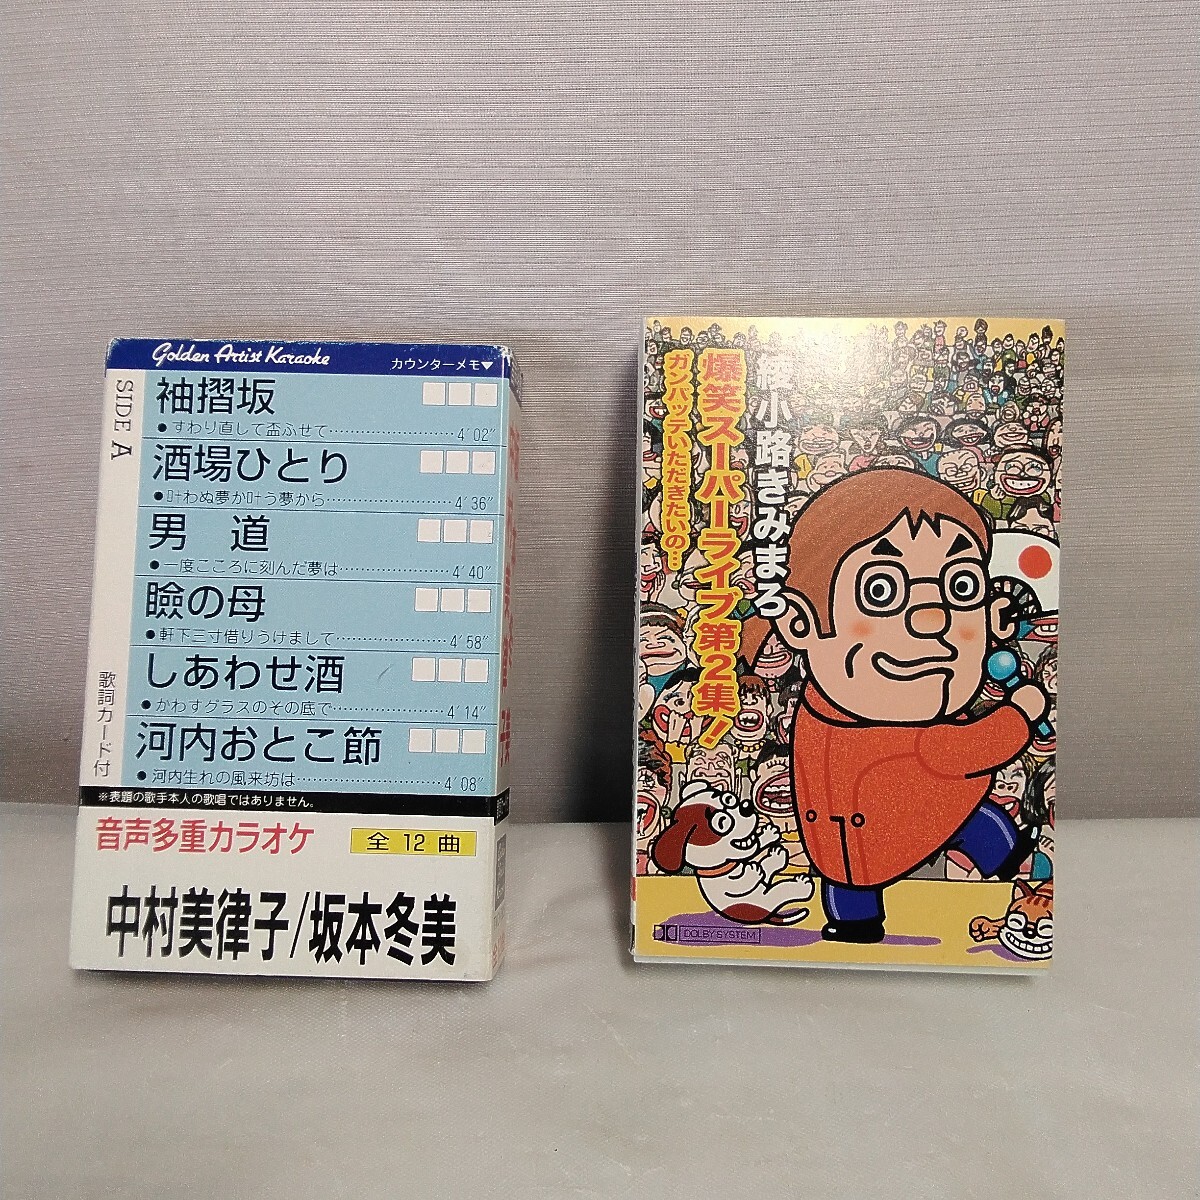 Golden Artist Karaoke
カウンターメモ▼
SIDE A
袖摺坂
●すわり直して盃ふせて……………………4′02″
酒場ひとり
●叶わぬ夢か叶う夢から……………………4′36″
男 道
●一度こころに刻んだ夢は…………………4′40″
瞼の母
●軒下三寸借りうけまして…………………4′58″
しあわせ酒
●かわすグラスのその底で…………………4′14″
河内おとこ節
●河内生れの風来坊は………………………4′08″
歌詞カード付
※表題の歌手本人の歌唱ではありません。
音声多重カラオケ
全12曲
中村美律子/坂本冬美
綾小路きみまろ
爆笑スーパーライブ第2集!
ガンバッテいただきたいの…
DOLBY SYSTEM